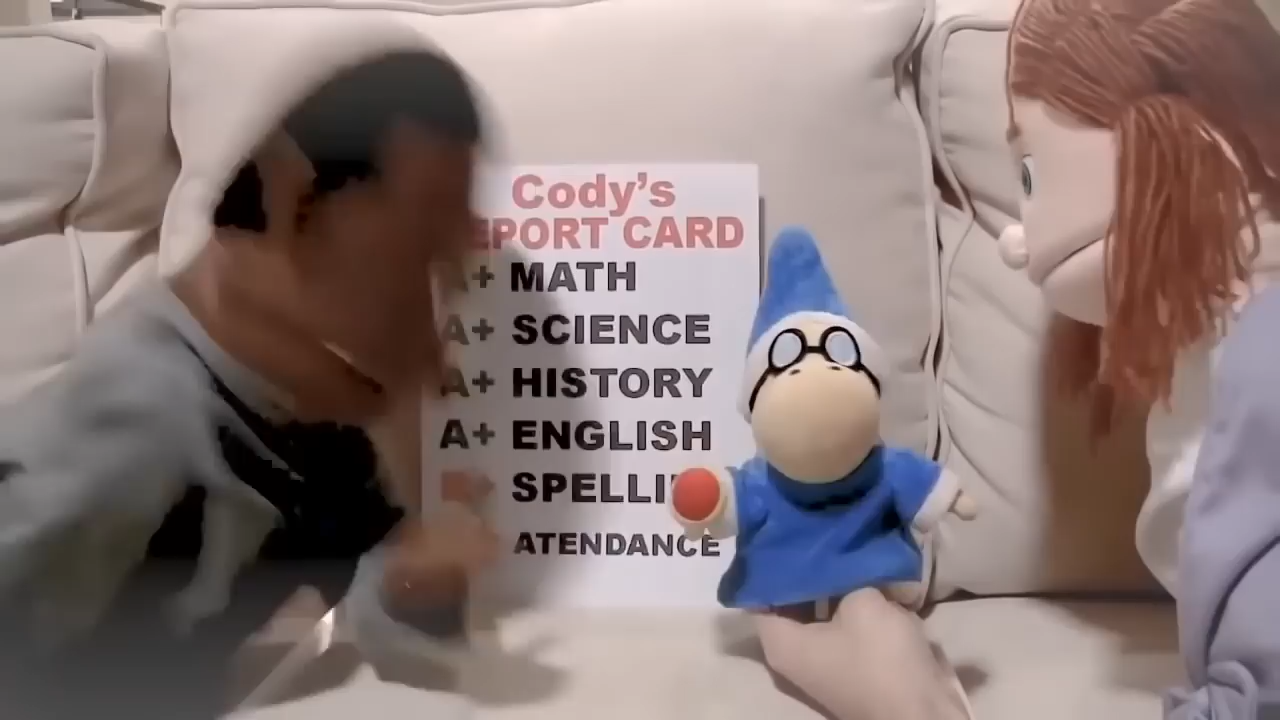 Cody's
EPORT CARD
A+ MATH
A+ SCIENCE
A+ HISTORY
A+ ENGLISH
SPELLI
ATENDANCE